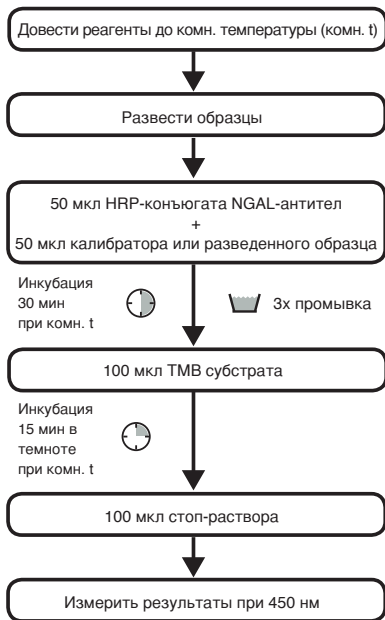 Довести реагенты до комн. температуры (комн. t)
Развести образцы
50 мкл HRP-конъюгата NGAL-антител
+
50 мкл калибратора или разведенного образца
Инкубация
30 мин
при комн. t
3x промывка
100 мкл TMB субстрата
Инкубация
15 мин в
темноте
при комн. t
100 мкл стоп-раствора
Измерить результаты при 450 нм